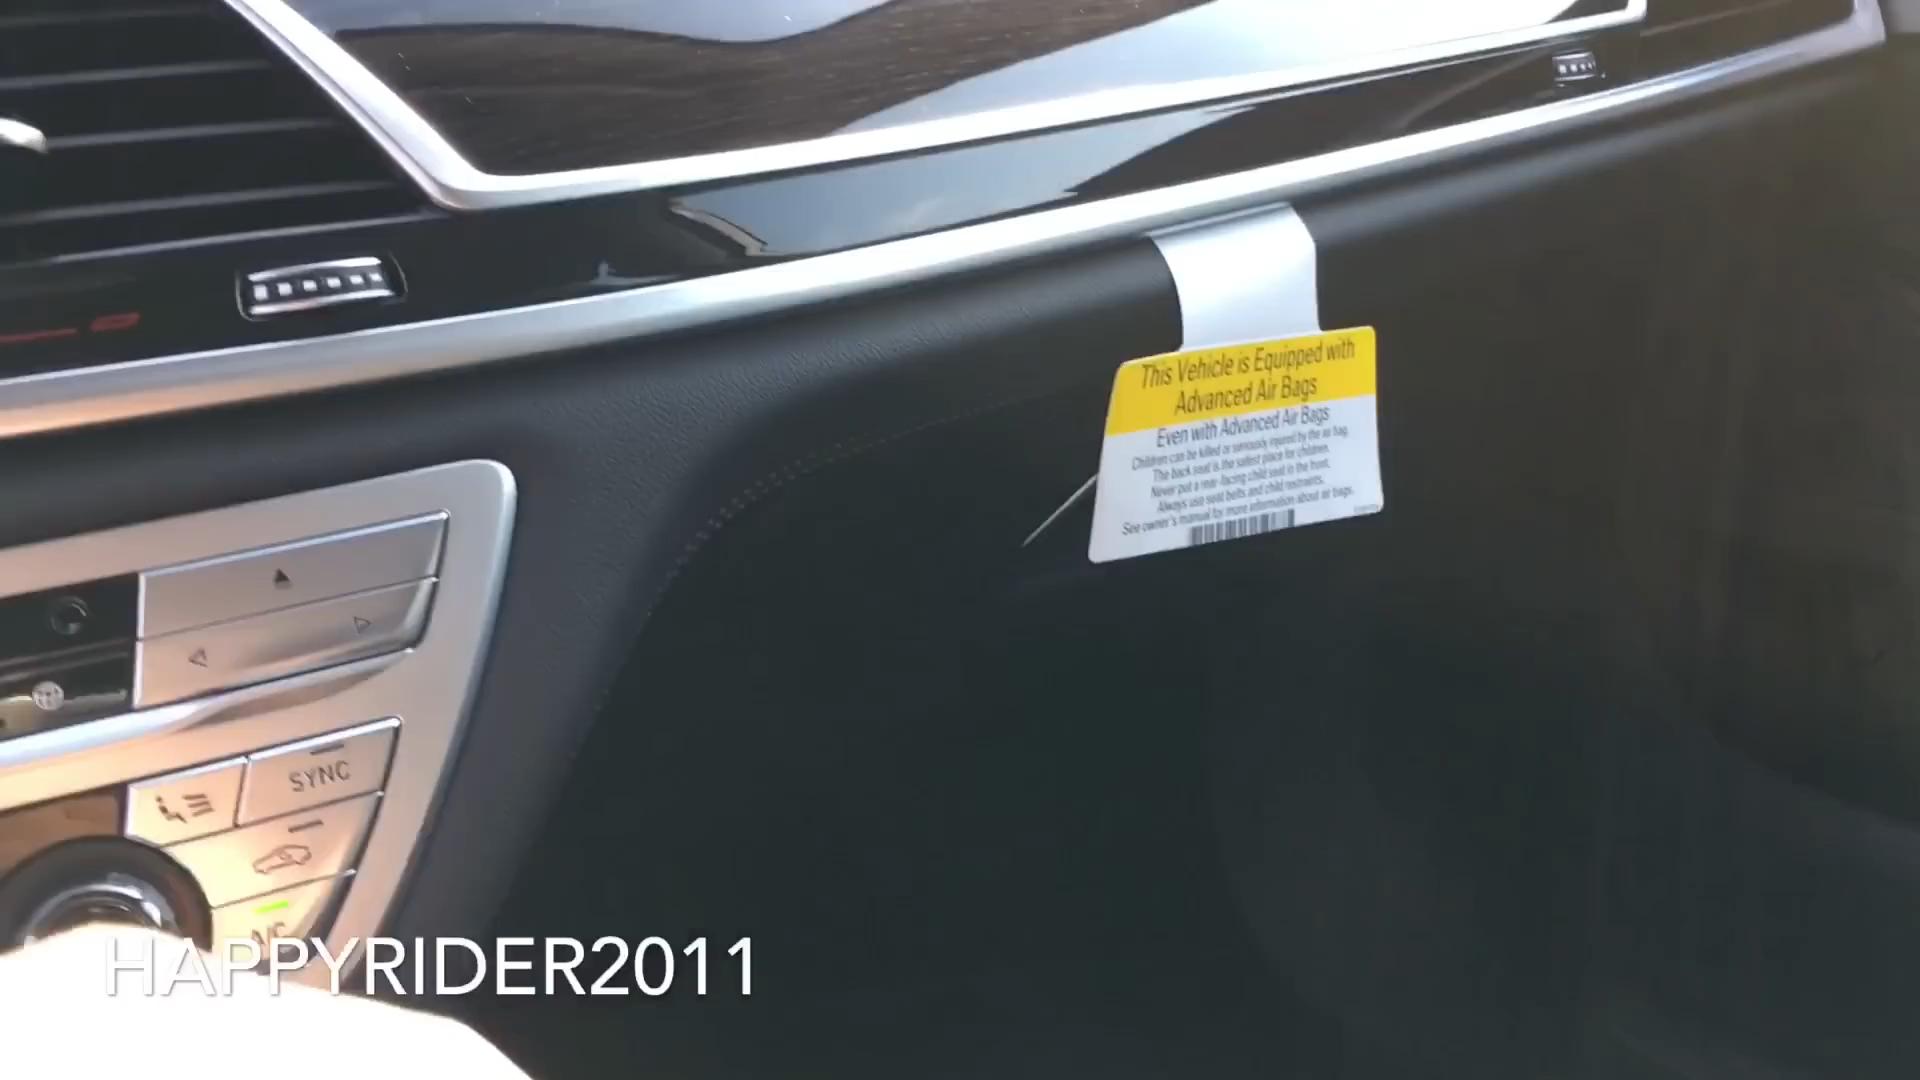 This Vehicle is Equipped with
Advanced Air Bags
Even with Advanced Air Bags
Children can be killed or seriously injured by the air bag.
The back seat is the safest place for children.
Never put a rear-facing child seat in the front.
Always use seat belts and child restraints.
See owner's manual for more information about air bags.
SYNC
A/C
HAPPYRIDER2011